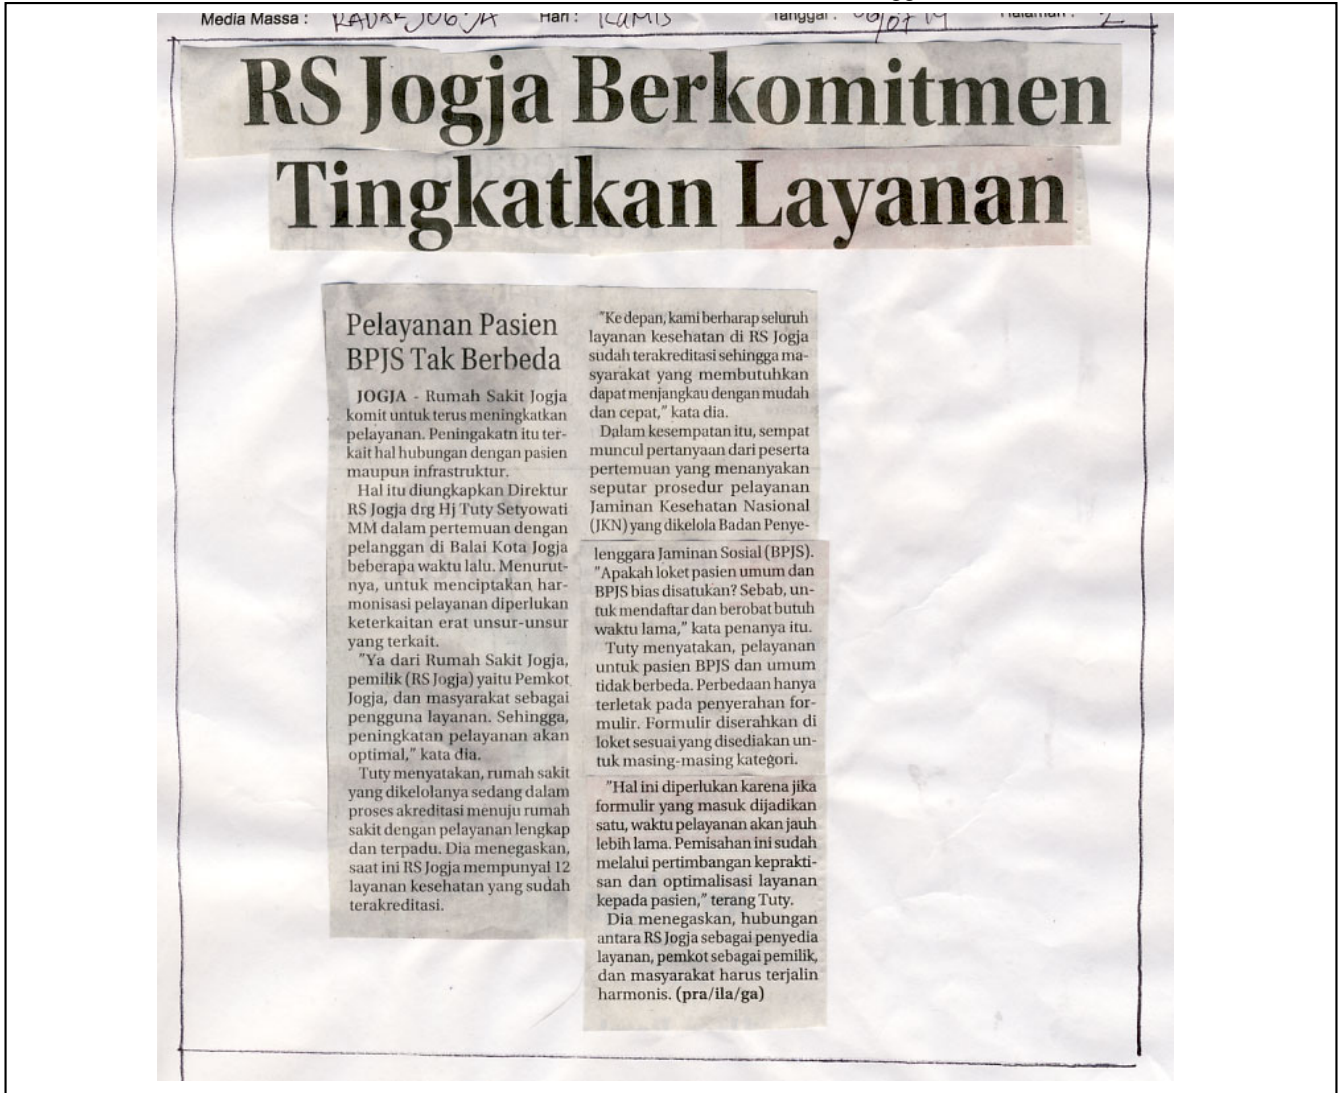 Media Massa : RADAR JOGJA Hari : KAMIS Tanggal : Halaman : 2
RS Jogja Berkomitmen
Tingkatkan Layanan
Pelayanan Pasien
BPJS Tak Berbeda
JOGJA - Rumah Sakit Jogja
komit untuk terus meningkatkan
pelayanan. Peningakatn itu ter-
kait hal hubungan dengan pasien
maupun infrastruktur.
Hal itu diungkapkan Direktur
RS Jogja drg Hj Tuty Setyowati
MM dalam pertemuan dengan
pelanggan di Balai Kota Jogja
beberapa waktu lalu. Menurut-
nya, untuk menciptakan har-
monisasi pelayanan diperlukan
keterkaitan erat unsur-unsur
yang terkait.
"Ya dari Rumah Sakit Jogja,
pemilik (RS Jogja) yaitu Pemkot
Jogja, dan masyarakat sebagai
pengguna layanan. Sehingga,
peningkatan pelayanan akan
optimal," kata dia.
Tuty menyatakan, rumah sakit
yang dikelolanya sedang dalam
proses akreditasi menuju rumah
sakit dengan pelayanan lengkap
dan terpadu. Dia menegaskan,
saat ini RS Jogja mempunyai 12
layanan kesehatan yang sudah
terakreditasi.
"Ke depan, kami berharap seluruh
layanan kesehatan di RS Jogja
sudah terakreditasi sehingga ma-
syarakat yang membutuhkan
dapat menjangkau dengan mudah
dan cepat," kata dia.
Dalam kesempatan itu, sempat
muncul pertanyaan dari peserta
pertemuan yang menanyakan
seputar prosedur pelayanan
Jaminan Kesehatan Nasional
(JKN) yang dikelola Badan Penye-
lenggara Jaminan Sosial (BPJS).
"Apakah loket pasien umum dan
BPJS bias disatukan? Sebab, un-
tuk mendaftar dan berobat butuh
waktu lama," kata penanya itu.
Tuty menyatakan, pelayanan
untuk pasien BPJS dan umum
tidak berbeda. Perbedaan hanya
terletak pada penyerahan for-
mulir. Formulir diserahkan di
loket sesuai yang disediakan un-
tuk masing-masing kategori.
"Hal ini diperlukan karena jika
formulir yang masuk dijadikan
satu, waktu pelayanan akan jauh
lebih lama. Pemisahan ini sudah
melalui pertimbangan keprakti-
san dan optimalisasi layanan
kepada pasien," terang Tuty.
Dia menegaskan, hubungan
antara RS Jogja sebagai penyedia
layanan, pemkot sebagai pemilik,
dan masyarakat harus terjalin
harmonis. (pra/ila/ga)